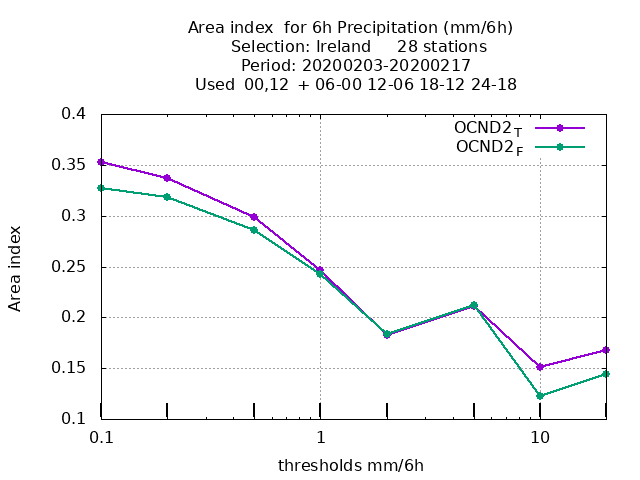 Area index  for 6h Precipitation (mm/6h)
Selection: Ireland     28 stations
Period: 20200203-20200217
Used  00,12  + 06-00 12-06 18-12 24-18
OCND2T
OCND2F
0.4
0.35
0.3
0.25
0.2
0.15
0.1
Area index
0.1 1 10
thresholds mm/6h